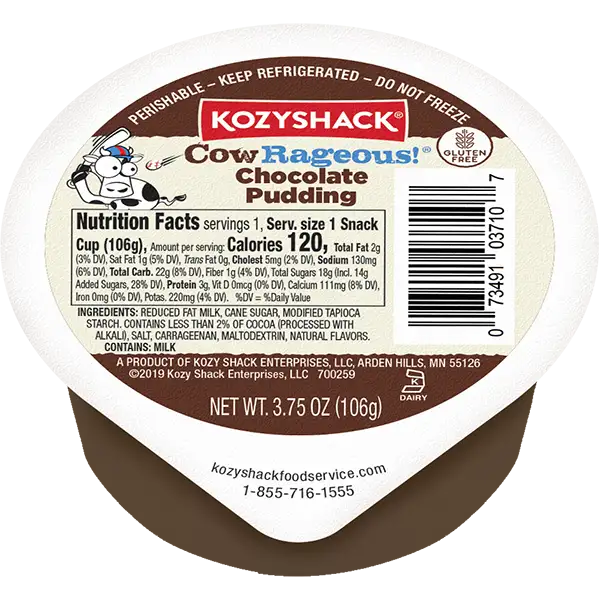 PERISHABLE – KEEP REFRIGERATED – DO NOT FREEZE
KOZYSHACK®
CowRageous!®
Chocolate
Pudding
GLUTEN
FREE
Nutrition Facts servings 1, Serv. size 1 Snack
Cup (106g), Amount per serving: Calories 120, Total Fat 2g
(3% DV), Sat Fat 1g (5% DV), Trans Fat 0g, Cholest 5mg (2% DV), Sodium 130mg
(6% DV), Total Carb. 22g (8% DV), Fiber 1g (4% DV), Total Sugars 18g (Incl. 14g
Added Sugars, 28% DV), Protein 3g, Vit D 0mcg (0% DV), Calcium 111mg (8% DV),
Iron 0mg (0% DV), Potas. 220mg (4% DV). %DV = %Daily Value
INGREDIENTS: REDUCED FAT MILK, CANE SUGAR, MODIFIED TAPIOCA
STARCH. CONTAINS LESS THAN 2% OF COCOA (PROCESSED WITH
ALKALI), SALT, CARRAGEENAN, MALTODEXTRIN, NATURAL FLAVORS.
CONTAINS: MILK
0 73491 03710 7
A PRODUCT OF KOZY SHACK ENTERPRISES, LLC, ARDEN HILLS, MN 55126
©2019 Kozy Shack Enterprises, LLC 700259
K
DAIRY
NET WT. 3.75 OZ (106g)
kozyshackfoodservice.com
1-855-716-1555